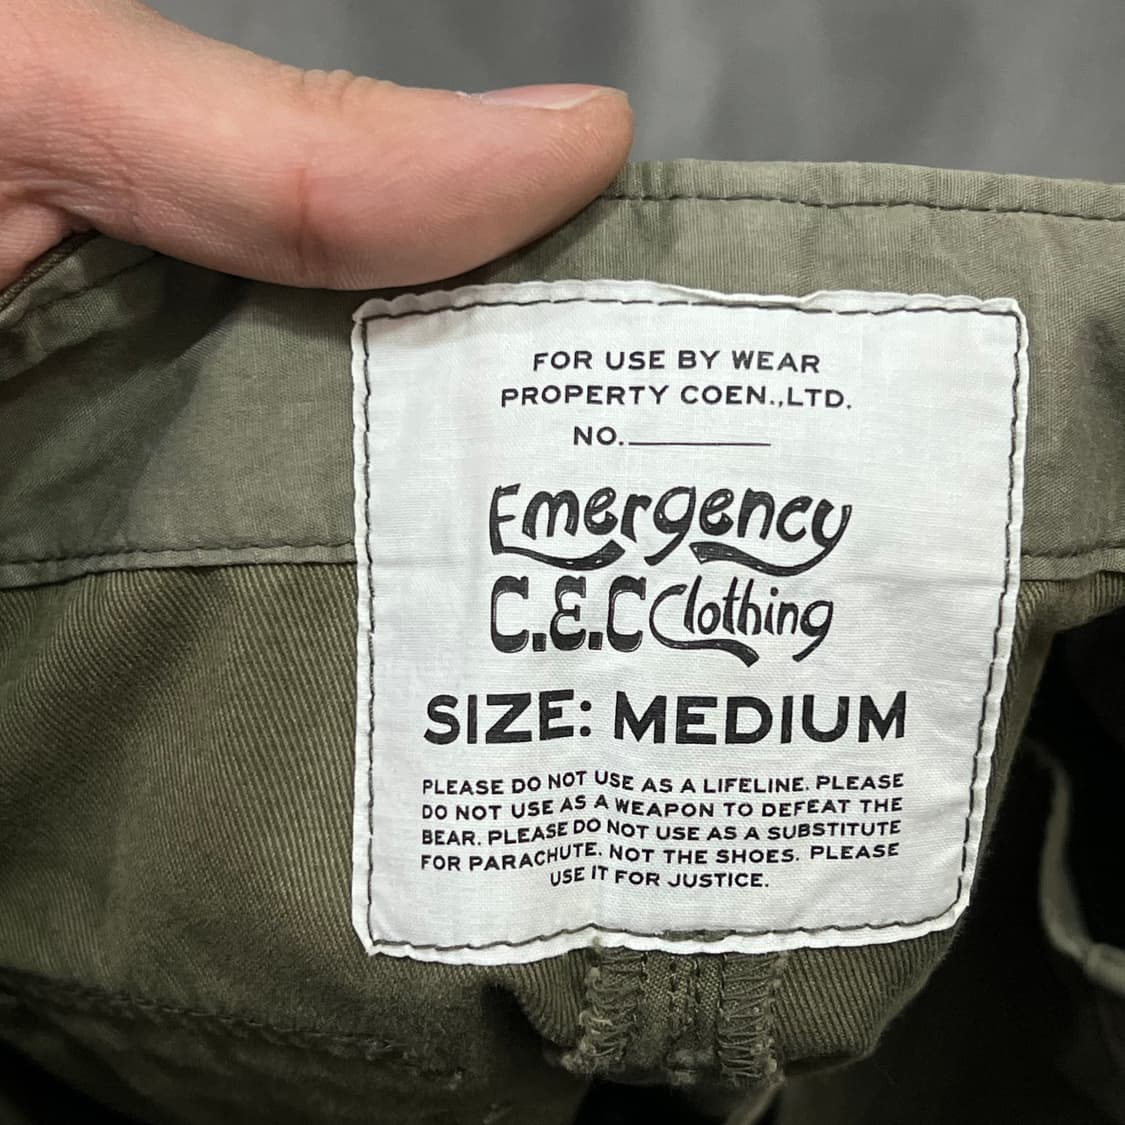 FOR USE BY WEAR
PROPERTY COEN.,LTD.
NO.
Emergency
C.E.C Clothing
SIZE: MEDIUM
PLEASE DO NOT USE AS A LIFELINE. PLEASE
DO NOT USE AS A WEAPON TO DEFEAT THE
BEAR. PLEASE DO NOT USE AS A SUBSTITUTE
FOR PARACHUTE. NOT THE SHOES. PLEASE
USE IT FOR JUSTICE.